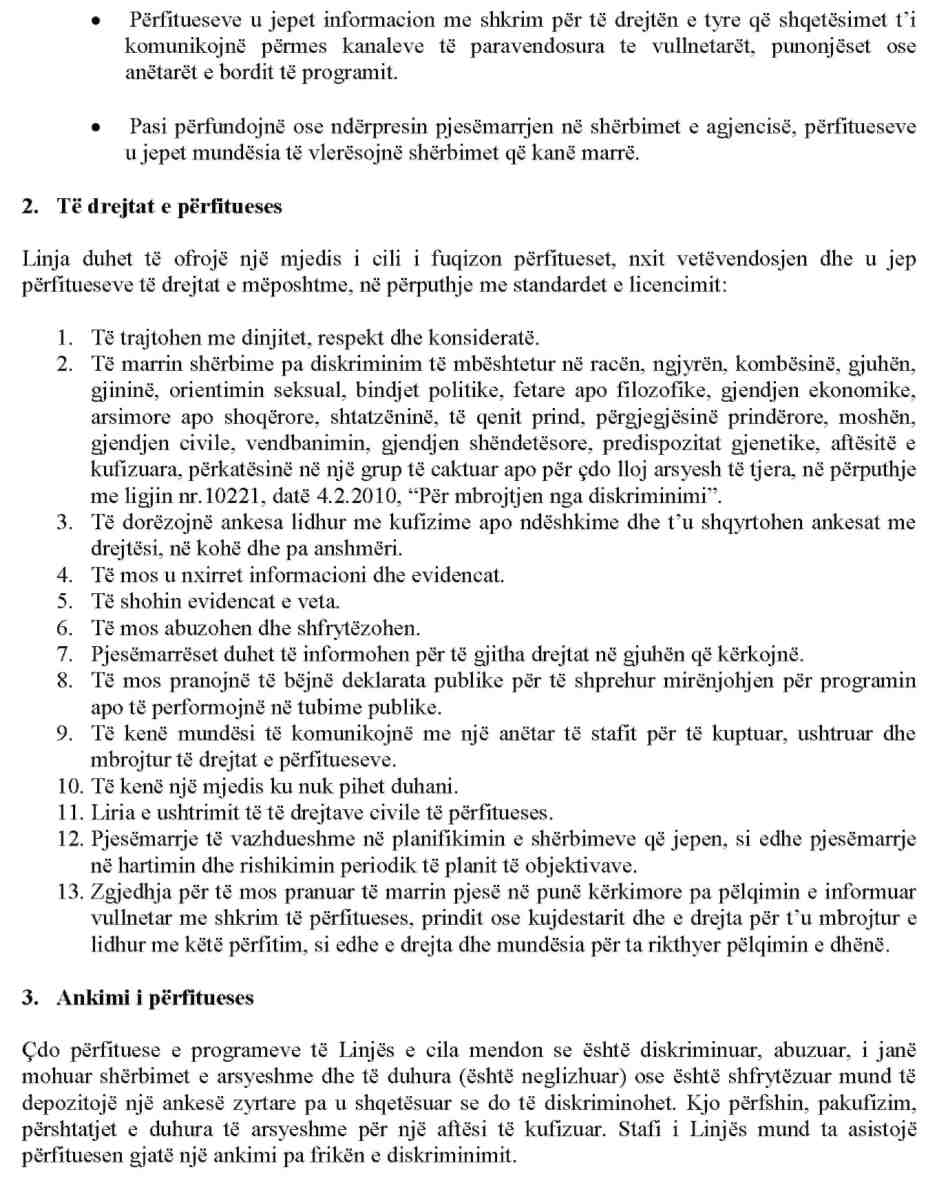 • Përfitueseve u jepet informacion me shkrim për të drejtën e tyre që shqetësimet t’i
komunikojnë përmes kanaleve të paravendosura te vullnetarët, punonjëset ose
anëtarët e bordit të programit.
• Pasi përfundojnë ose ndërpresin pjesëmarrjen në shërbimet e agjencisë, përfitueseve
u jepet mundësia të vlerësojnë shërbimet që kanë marrë.
2. Të drejtat e përfitueses
Linja duhet të ofrojë një mjedis i cili i fuqizon përfitueset, nxit vetëvendosjen dhe u jep
përfitueseve të drejtat e mëposhtme, në përputhje me standardet e licencimit:
1. Të trajtohen me dinjitet, respekt dhe konsideratë.
2. Të marrin shërbime pa diskriminim të mbështetur në racën, ngjyrën, kombësinë, gjuhën,
gjininë, orientimin seksual, bindjet politike, fetare apo filozofike, gjendjen ekonomike,
arsimore apo shoqërore, shtatzëninë, të qenit prind, përgjegjësinë prindërore, moshën,
gjendjen civile, vendbanimin, gjendjen shëndetësore, predispozitat gjenetike, aftësitë e
kufizuara, përkatësinë në një grup të caktuar apo për çdo lloj arsyesh të tjera, në përputhje
me ligjin nr.10221, datë 4.2.2010, “Për mbrojtjen nga diskriminimi”.
3. Të dorëzojnë ankesa lidhur me kufizime apo ndëshkime dhe t’u shqyrtohen ankesat me
drejtësi, në kohë dhe pa anshmëri.
4. Të mos u nxirret informacioni dhe evidencat.
5. Të shohin evidencat e veta.
6. Të mos abuzohen dhe shfrytëzohen.
7. Pjesëmarrëset duhet të informohen për të gjitha drejtat në gjuhën që kërkojnë.
8. Të mos pranojnë të bëjnë deklarata publike për të shprehur mirënjohjen për programin
apo të performojnë në tubime publike.
9. Të kenë mundësi të komunikojnë me një anëtar të stafit për të kuptuar, ushtruar dhe
mbrojtur të drejtat e përfitueseve.
10. Të kenë një mjedis ku nuk pihet duhani.
11. Liria e ushtrimit të të drejtave civile të përfitueses.
12. Pjesëmarrje të vazhdueshme në planifikimin e shërbimeve që jepen, si edhe pjesëmarrje
në hartimin dhe rishikimin periodik të planit të objektivave.
13. Zgjedhja për të mos pranuar të marrin pjesë në punë kërkimore pa pëlqimin e informuar
vullnetar me shkrim të përfitueses, prindit ose kujdestarit dhe e drejta për t’u mbrojtur e
lidhur me këtë përfitim, si edhe e drejta dhe mundësia për ta rikthyer pëlqimin e dhënë.
3. Ankimi i përfitueses
Çdo përfituese e programeve të Linjës e cila mendon se është diskriminuar, abuzuar, i janë
mohuar shërbimet e arsyeshme dhe të duhura (është neglizhuar) ose është shfrytëzuar mund të
depozitojë një ankesë zyrtare pa u shqetësuar se do të diskriminohet. Kjo përfshin, pakufizim,
përshtatjet e duhura të arsyeshme për një aftësi të kufizuar. Stafi i Linjës mund ta asistojë
përfituesen gjatë një ankimi pa frikën e diskriminimit.